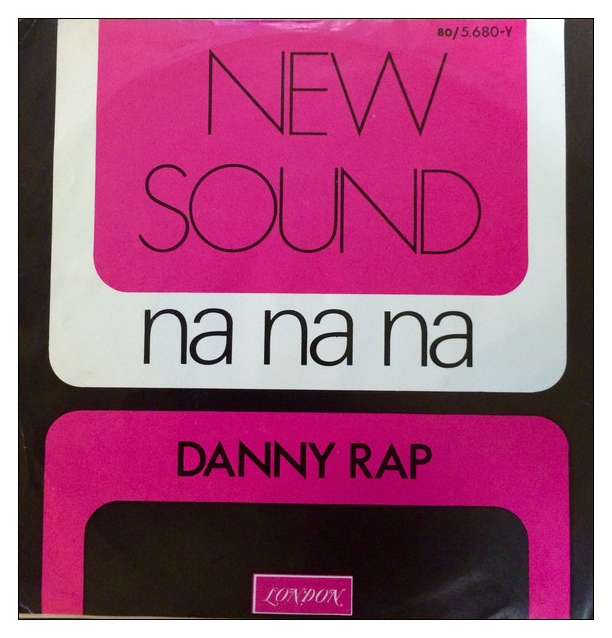 80/5.680-Y
NEW
SOUND
na na na
DANNY RAP
LONDON